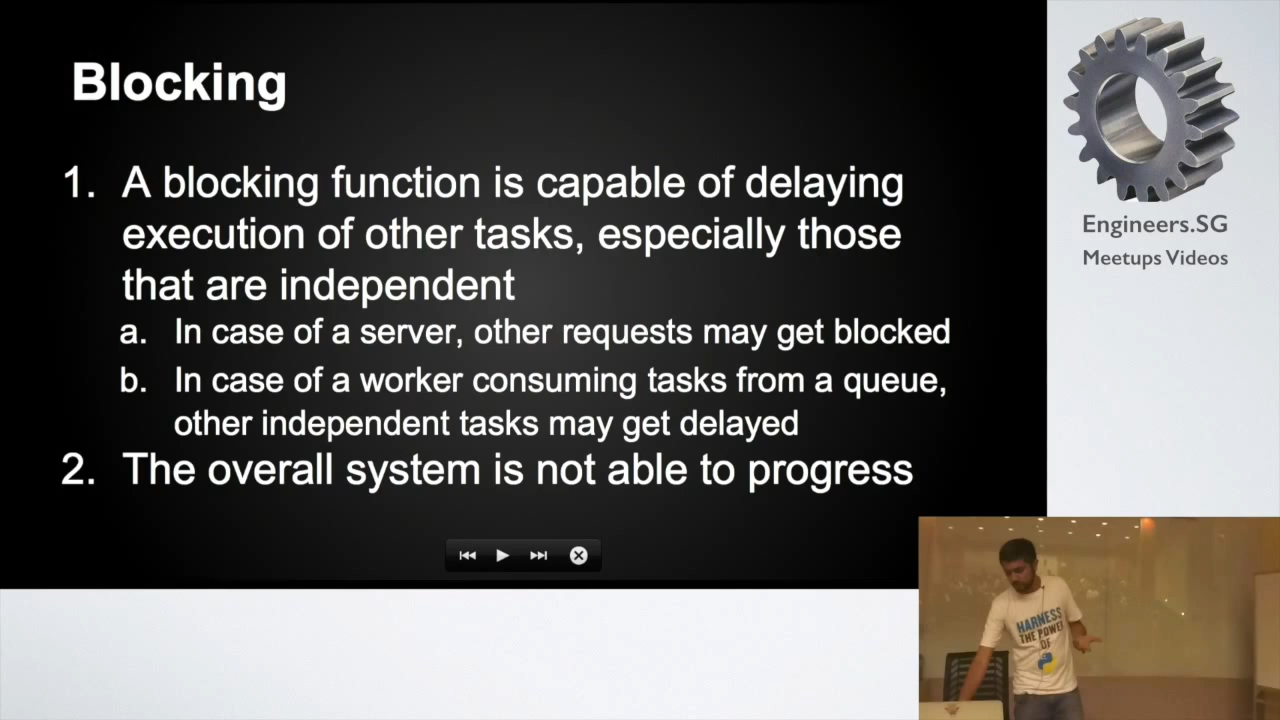 Blocking
1. A blocking function is capable of delaying
execution of other tasks, especially those
that are independent
a. In case of a server, other requests may get blocked
b. In case of a worker consuming tasks from a queue,
other independent tasks may get delayed
2. The overall system is not able to progress
Engineers.SG
Meetups Videos
HARNESS
THE POWER
OF